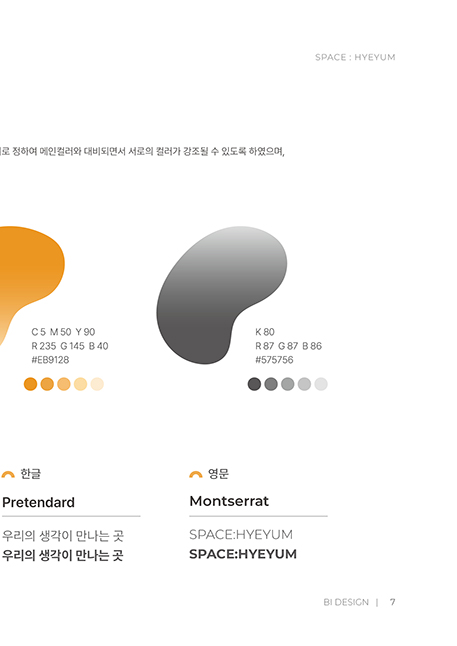 SPACE : HYEYUM
로 정하여 메인컬러와 대비되면서 서로의 컬러가 강조될 수 있도록 하였으며,
C 5 M 50 Y 90
R 235 G 145 B 40
#EB9128
K 80
R 87 G 87 B 86
#575756
한글
Pretendard
우리의 생각이 만나는 곳
우리의 생각이 만나는 곳
영문
Montserrat
SPACE:HYEYUM
SPACE:HYEYUM
BI DESIGN | 7